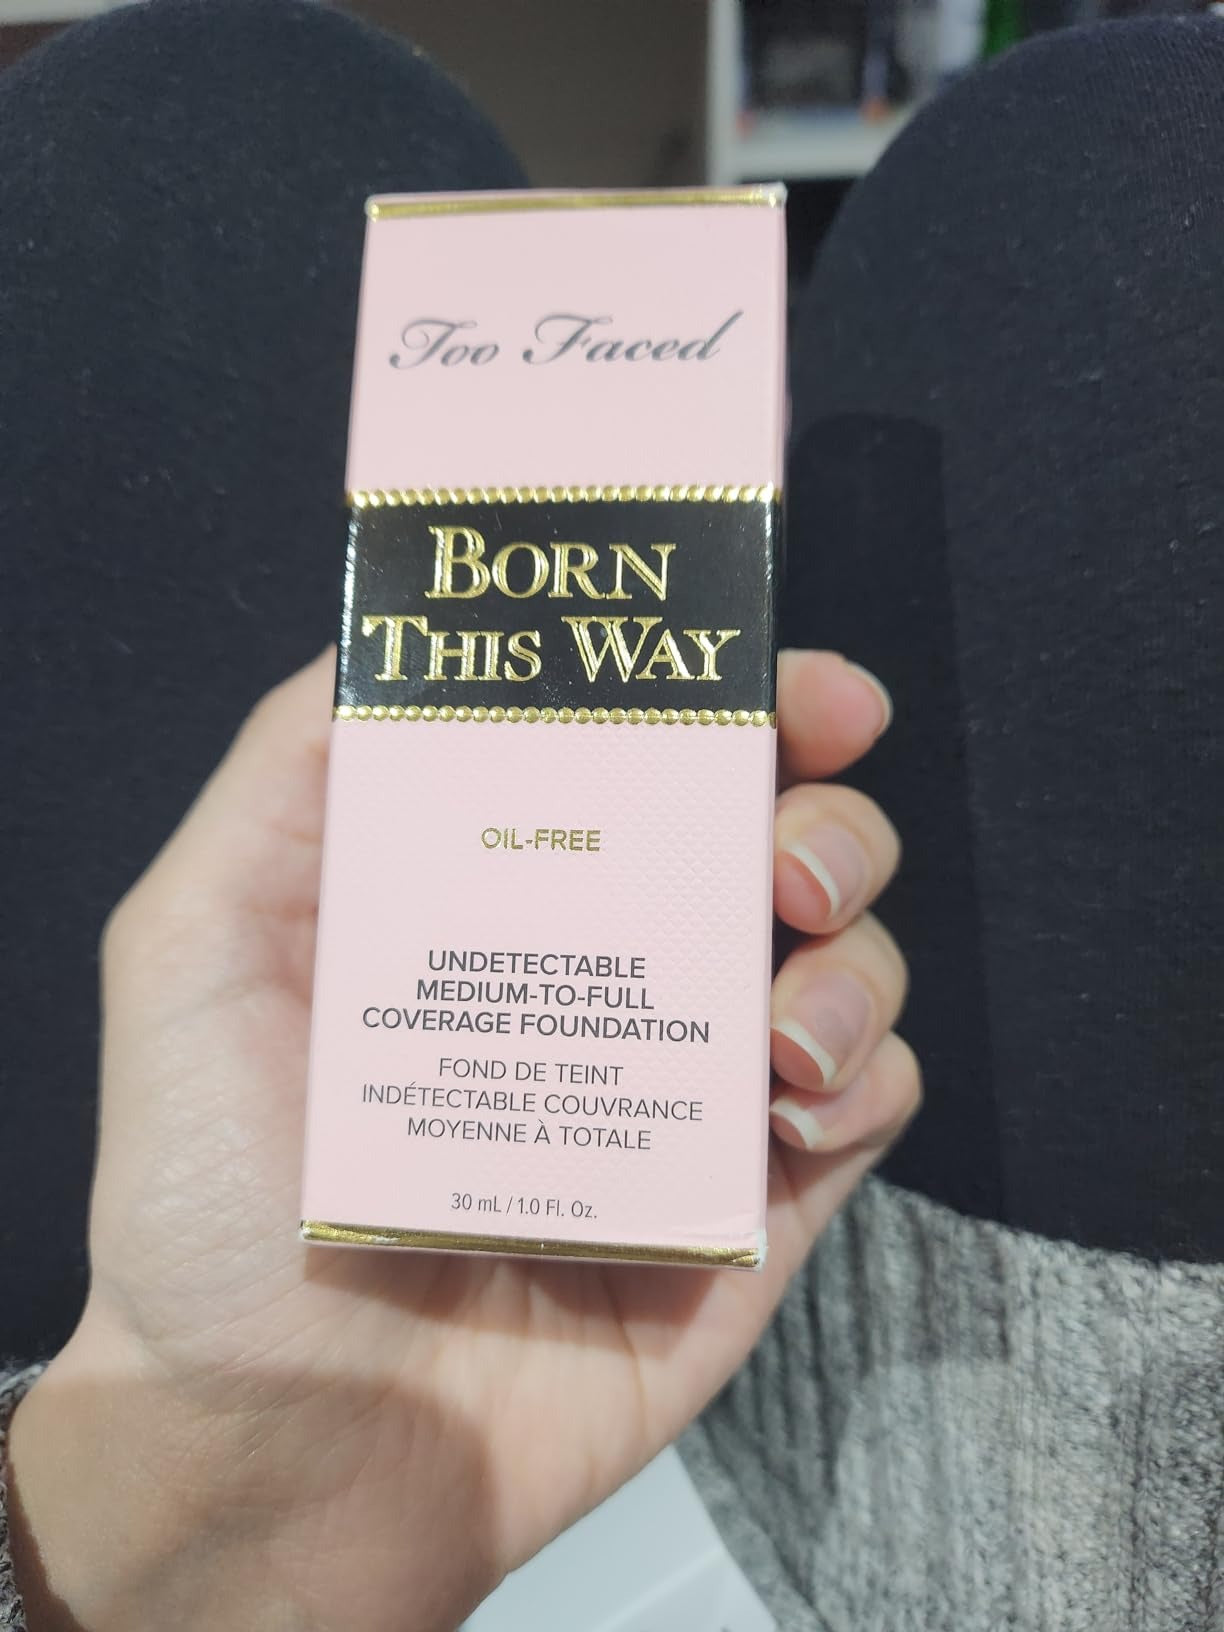 Too Faced
BORN
THIS WAY
OIL-FREE
UNDETECTABLE
MEDIUM-TO-FULL
COVERAGE FOUNDATION
FOND DE TEINT
INDÉTECTABLE COUVRANCE
MOYENNE À TOTALE
30 mL / 1.0 Fl. Oz.